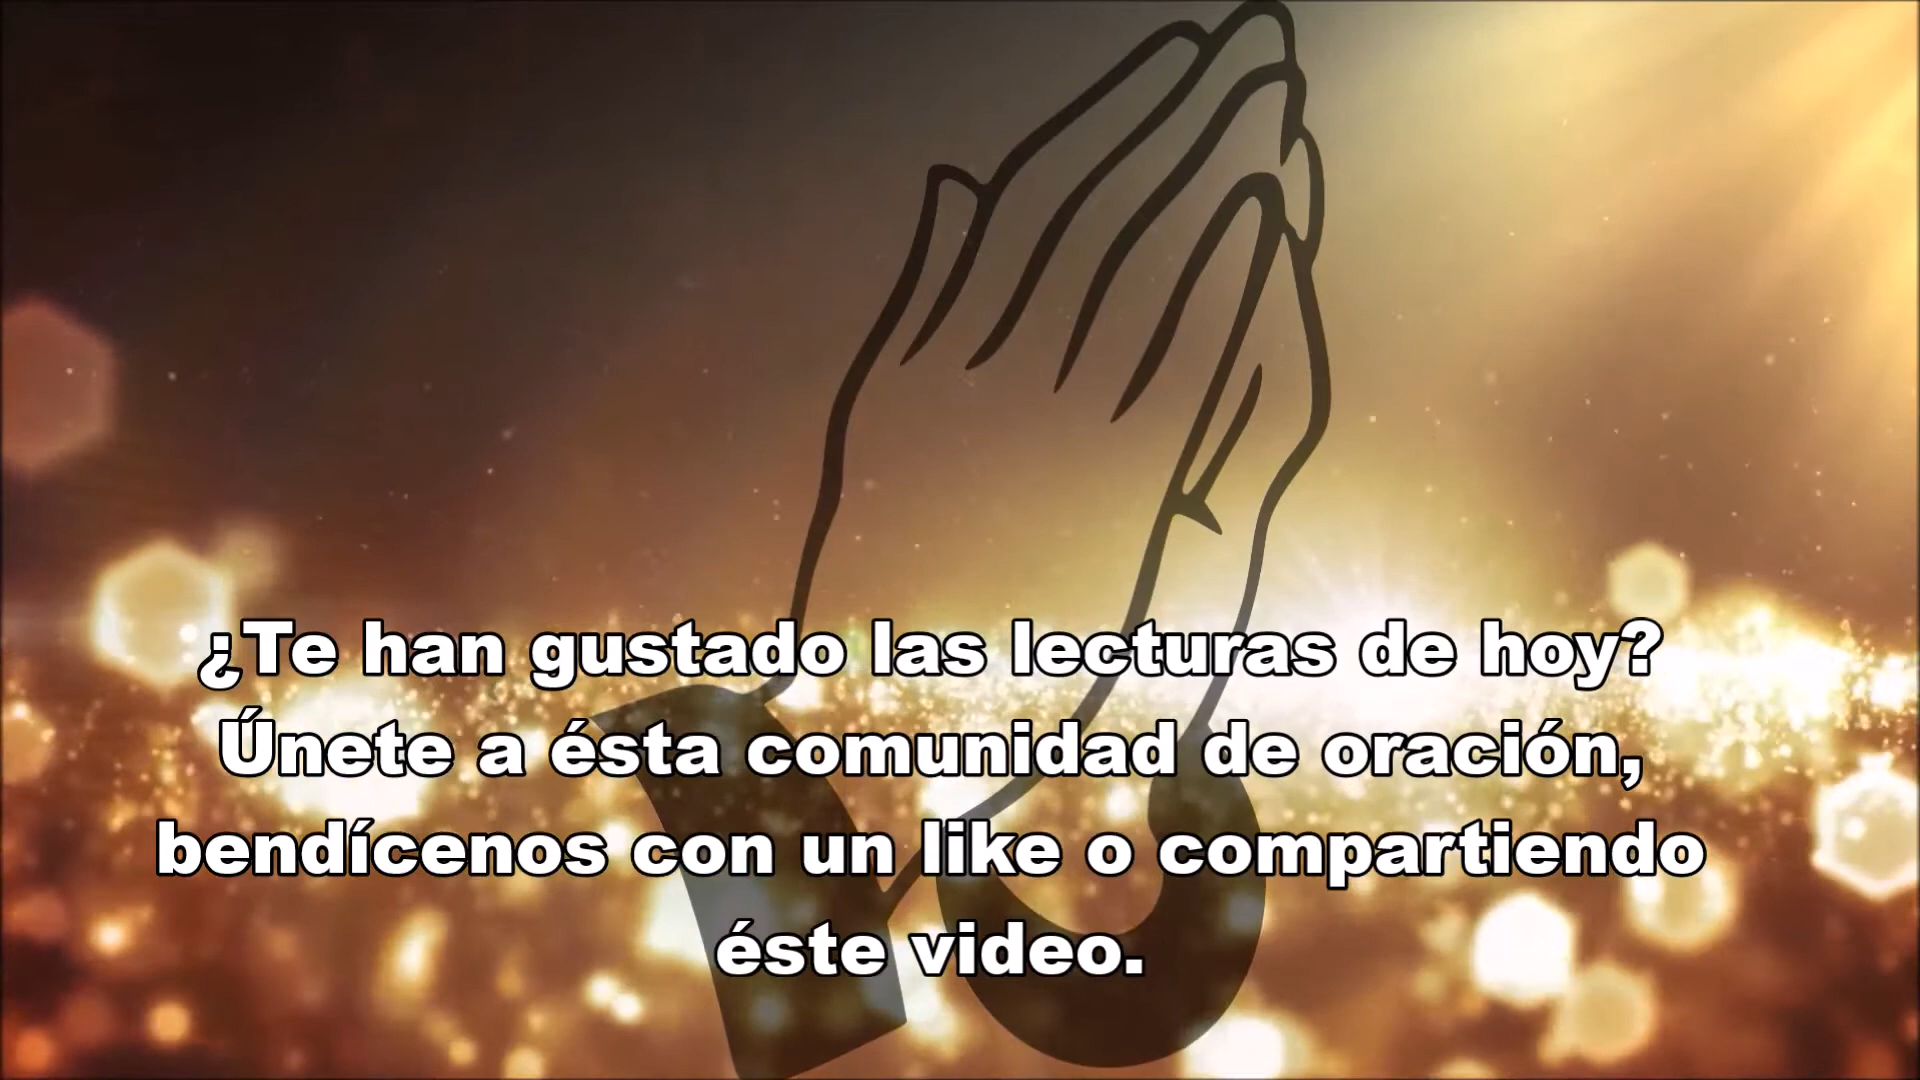 ¿Te han gustado las lecturas de hoy?
Únete a ésta comunidad de oración,
bendícenos con un like o compartiendo
éste video.